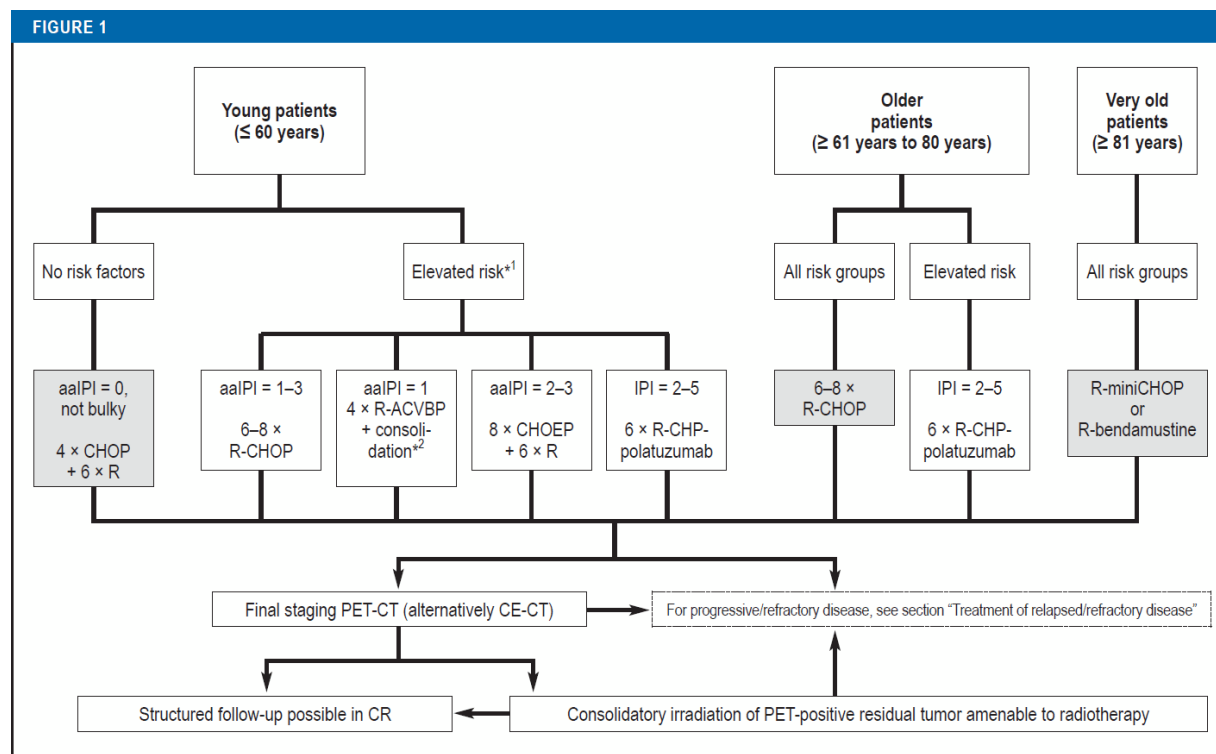 FIGURE 1
Young patients
(≤ 60 years)
Older
patients
(≥ 61 years to 80 years)
Very old
patients
(≥ 81 years)
No risk factors
Elevated risk*1
All risk groups
Elevated risk
All risk groups
aaIPI = 0,
not bulky
4 × CHOP
+ 6 × R
aaIPI = 1–3
6–8 ×
R-CHOP
aaIPI = 1
4 × R-ACVBP
+ consoli-
dation*2
aaIPI = 2–3
8 × CHOEP
+ 6 × R
IPI = 2–5
6 × R-CHP-
polatuzumab
6–8 ×
R-CHOP
IPI = 2–5
6 × R-CHP-
polatuzumab
R-miniCHOP
or
R-bendamustine
Final staging PET-CT (alternatively CE-CT)
For progressive/refractory disease, see section “Treatment of relapsed/refractory disease”
Structured follow-up possible in CR
Consolidatory irradiation of PET-positive residual tumor amenable to radiotherapy